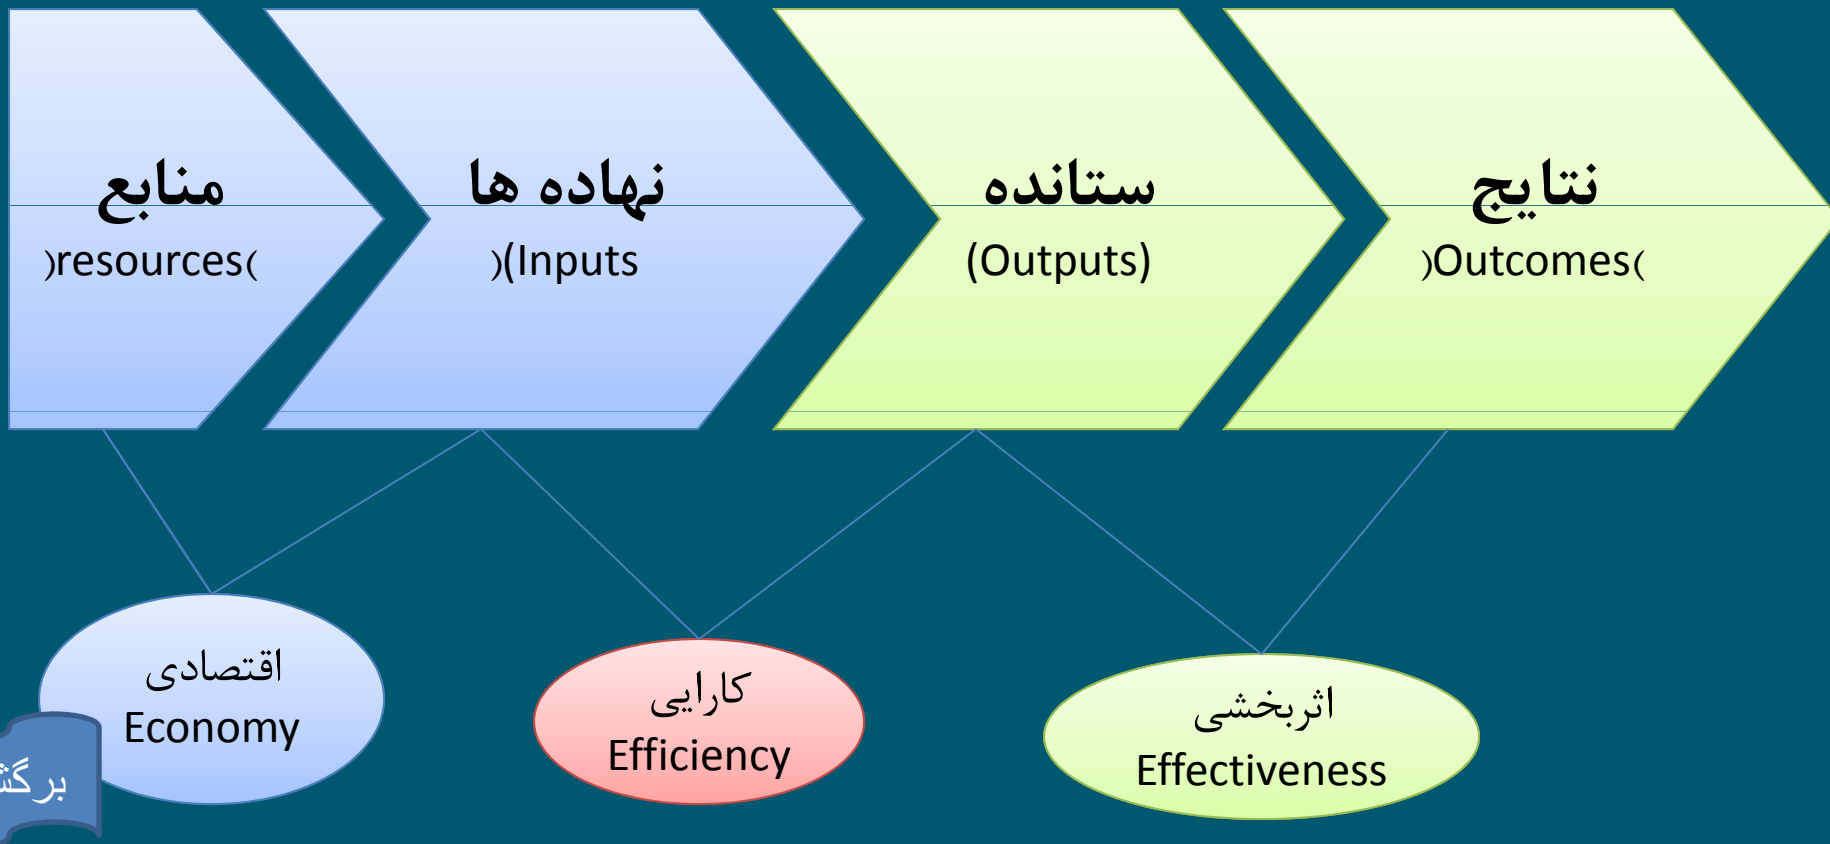 منابع
)resources(
نهاده ها
)(Inputs
ستانده
(Outputs)
نتایج
)Outcomes(
اقتصادی
Economy
کارایی
Efficiency
اثربخشی
Effectiveness